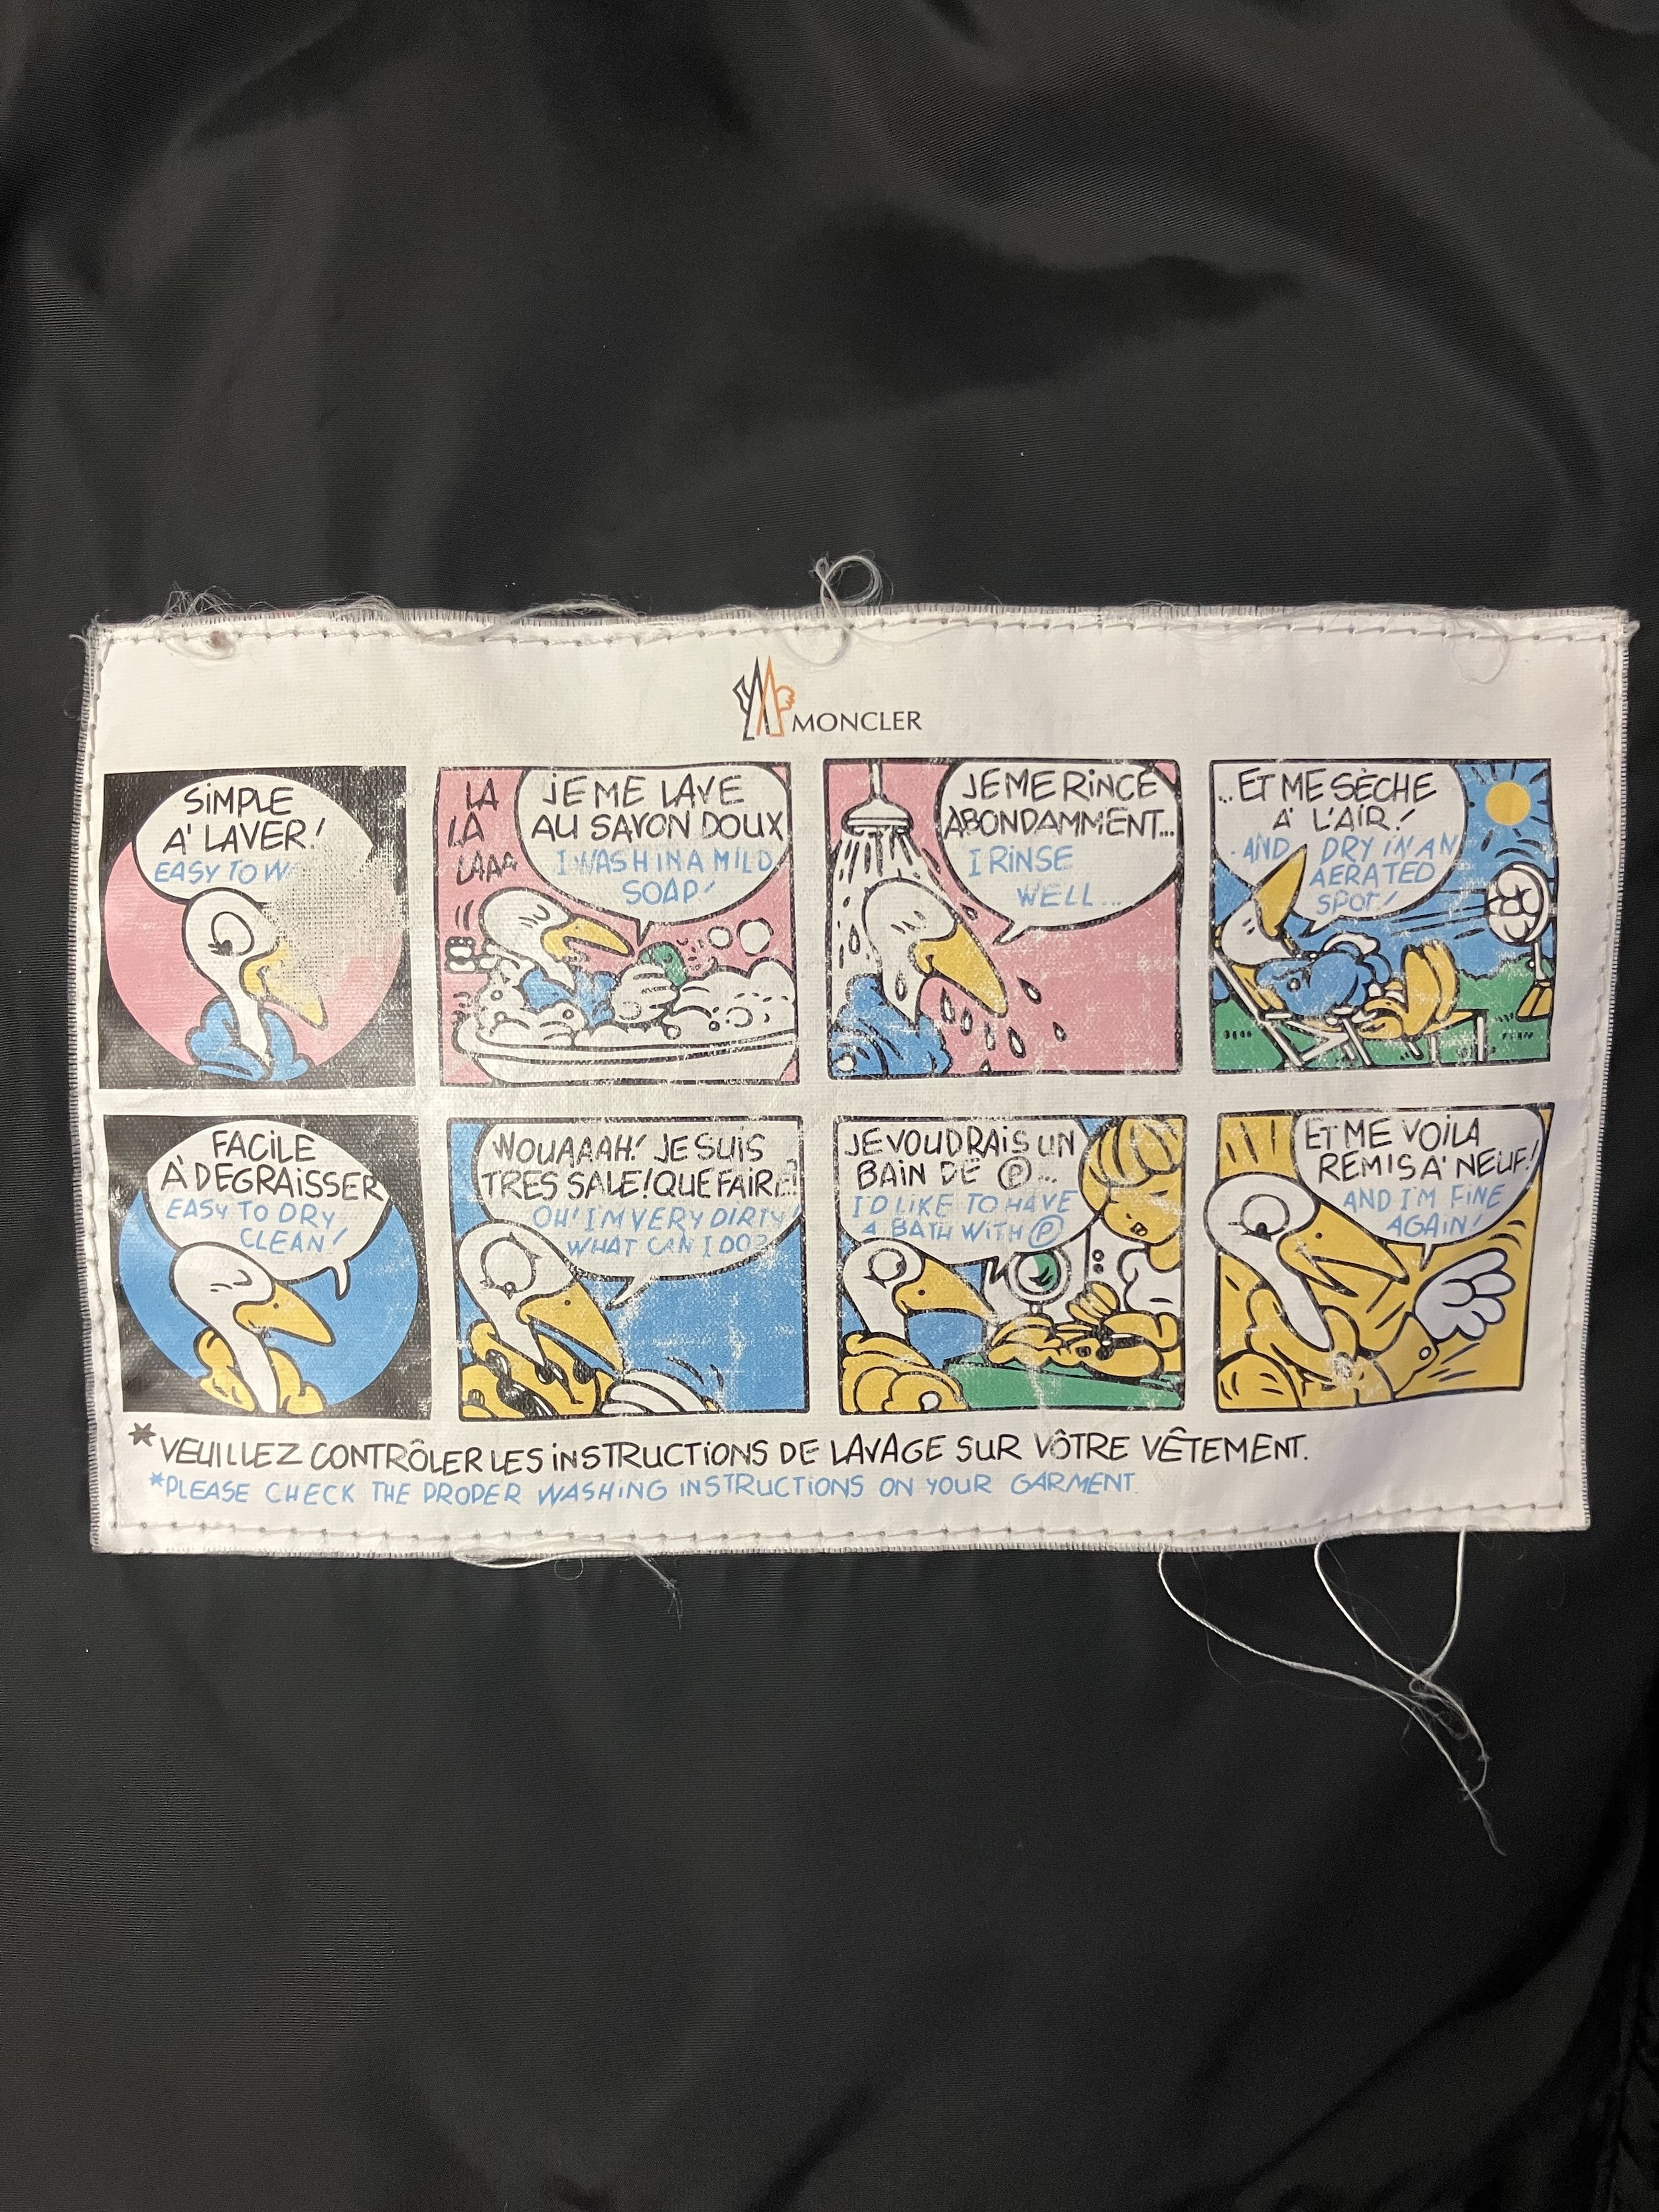 MONCLER
SIMPLE
A' LAVER!
EASY TO
LA
LA
LAAA
JE ME LAVE
AU SAVON DOUX
I WASH IN A MILD
SOAP!
JE ME RINCE
ABONDAMMENT...
I RINSE
WELL...
...ET ME SÈCHE
A' L'AIR!
.AND DRY IN AN
AERATED
SPOT!
FACILE
A' DEGRAISSER
EASY TO DRY
CLEAN!
WOUAAAH! JE SUIS
TRES SALE! QUE FAIRE?
OH! I'M VERY DIRTY!
WHAT CAN I DO?
JE VOUDRAIS UN
BAIN DE Ⓟ...
I'D LIKE TO HAVE
A BATH WITH Ⓟ
ET ME VOILA
REMIS A' NEUF!
AND I'M FINE
AGAIN!
*VEUILLEZ CONTRÔLER LES INSTRUCTIONS DE LAVAGE SUR VÔTRE VÊTEMENT.
*PLEASE CHECK THE PROPER WASHING INSTRUCTIONS ON YOUR GARMENT.